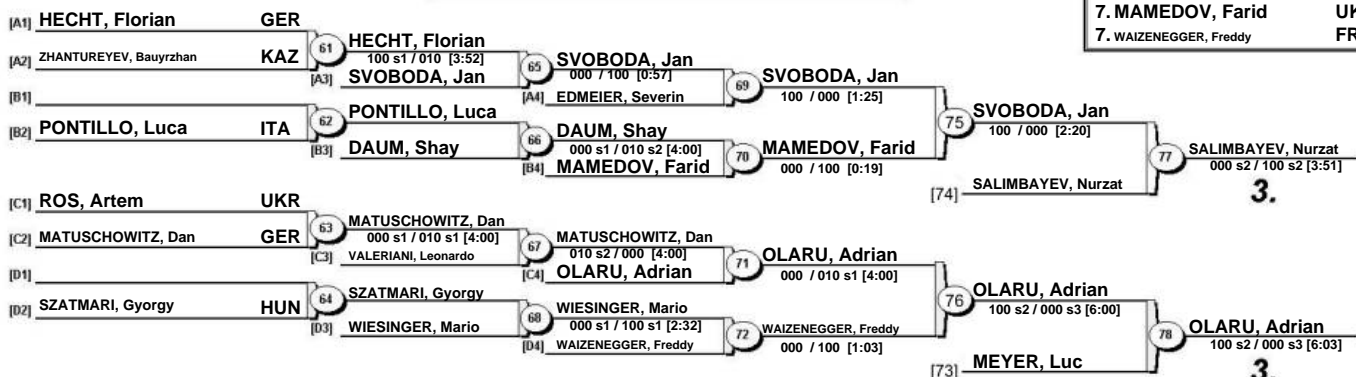 7. MAMEDOV, Farid UK
7. WAIZENEGGER, Freddy FR
[A1] HECHT, Florian GER
[A2] ZHANTUREYEV, Bauyrzhan KAZ
61 HECHT, Florian
100 s1 / 010 [3:52]
[A3] SVOBODA, Jan
65 SVOBODA, Jan
000 / 100 [0:57]
[A4] EDMEIER, Severin
69 SVOBODA, Jan
100 / 000 [1:25]
[B1]
[B2] PONTILLO, Luca ITA
62 PONTILLO, Luca
[B3] DAUM, Shay
66 DAUM, Shay
000 s1 / 010 s2 [4:00]
[B4] MAMEDOV, Farid
70 MAMEDOV, Farid
000 / 100 [0:19]
75 SVOBODA, Jan
100 / 000 [2:20]
[74] SALIMBAYEV, Nurzat
77 SALIMBAYEV, Nurzat
000 s2 / 100 s2 [3:51]
3.
[C1] ROS, Artem UKR
[C2] MATUSCHOWITZ, Dan GER
63 MATUSCHOWITZ, Dan
000 s1 / 010 s1 [4:00]
[C3] VALERIANI, Leonardo
67 MATUSCHOWITZ, Dan
010 s2 / 000 [4:00]
[C4] OLARU, Adrian
71 OLARU, Adrian
000 / 010 s1 [4:00]
[D1]
[D2] SZATMARI, Gyorgy HUN
64 SZATMARI, Gyorgy
[D3] WIESINGER, Mario
68 WIESINGER, Mario
000 s1 / 100 s1 [2:32]
[D4] WAIZENEGGER, Freddy
72 WAIZENEGGER, Freddy
000 / 100 [1:03]
76 OLARU, Adrian
100 s2 / 000 s3 [6:00]
[73] MEYER, Luc
78 OLARU, Adrian
100 s2 / 000 s3 [6:03]
3.